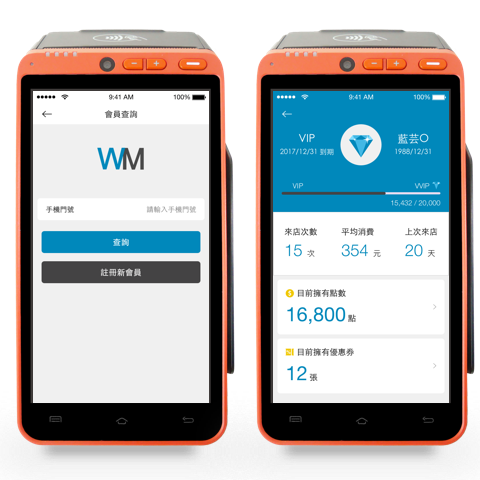 9:41 AM
100%
會員查詢
WM
手機門號
請輸入手機門號
查詢
註冊新會員
9:41 AM
100%
VIP
2017/12/31 到期
藍芸O
1988/12/31
VIP
VVIP
15,432 / 20,000
來店次數
平均消費
上次來店
15 次
354 元
20 天
目前擁有點數
16,800 點
目前擁有優惠券
12 張